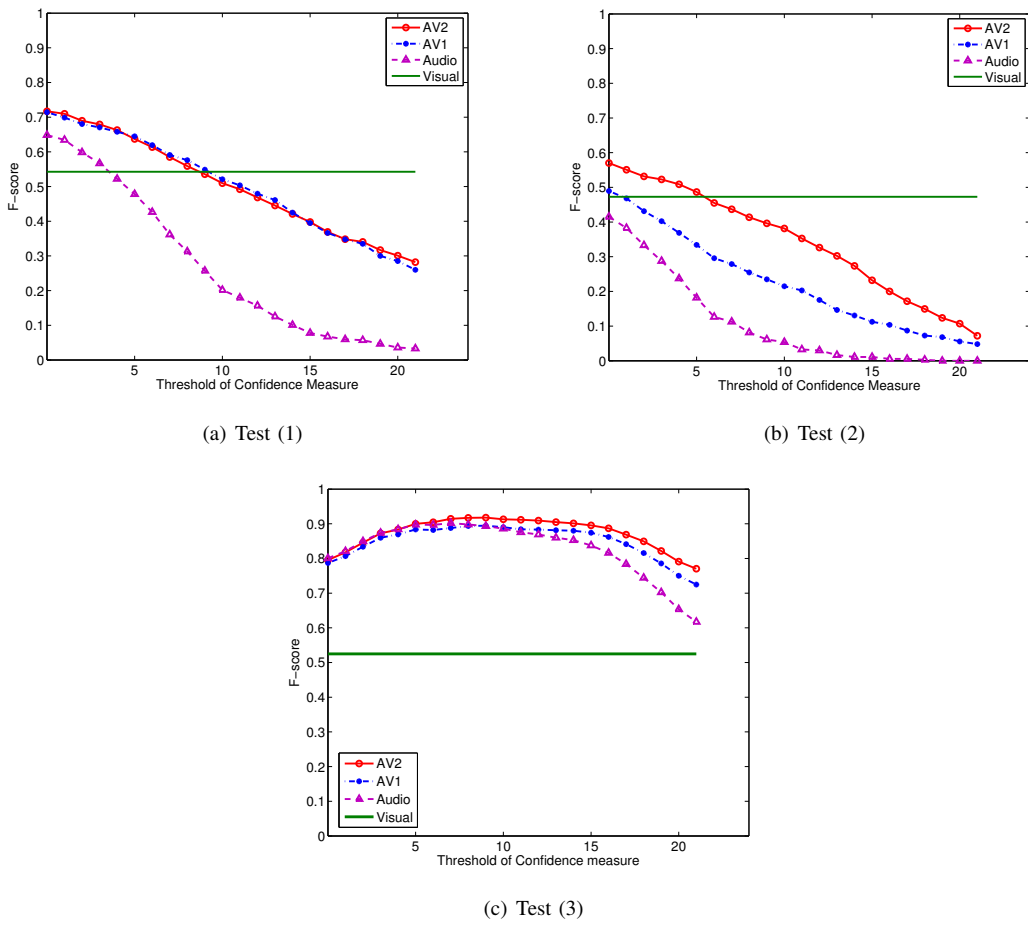 1
0.9
0.8
0.7
0.6
0.5
0.4
0.3
0.2
0.1
0
F−score
5 10 15 20
Threshold of Confidence Measure
AV2
AV1
Audio
Visual
(a) Test (1)
1
0.9
0.8
0.7
0.6
0.5
0.4
0.3
0.2
0.1
0
F−score
5 10 15 20
Threshold of Confidence Measure
AV2
AV1
Audio
Visual
(b) Test (2)
1
0.9
0.8
0.7
0.6
0.5
0.4
0.3
0.2
0.1
0
F−score
AV2
AV1
Audio
Visual
5 10 15 20
Threshold of Confidence measure
(c) Test (3)